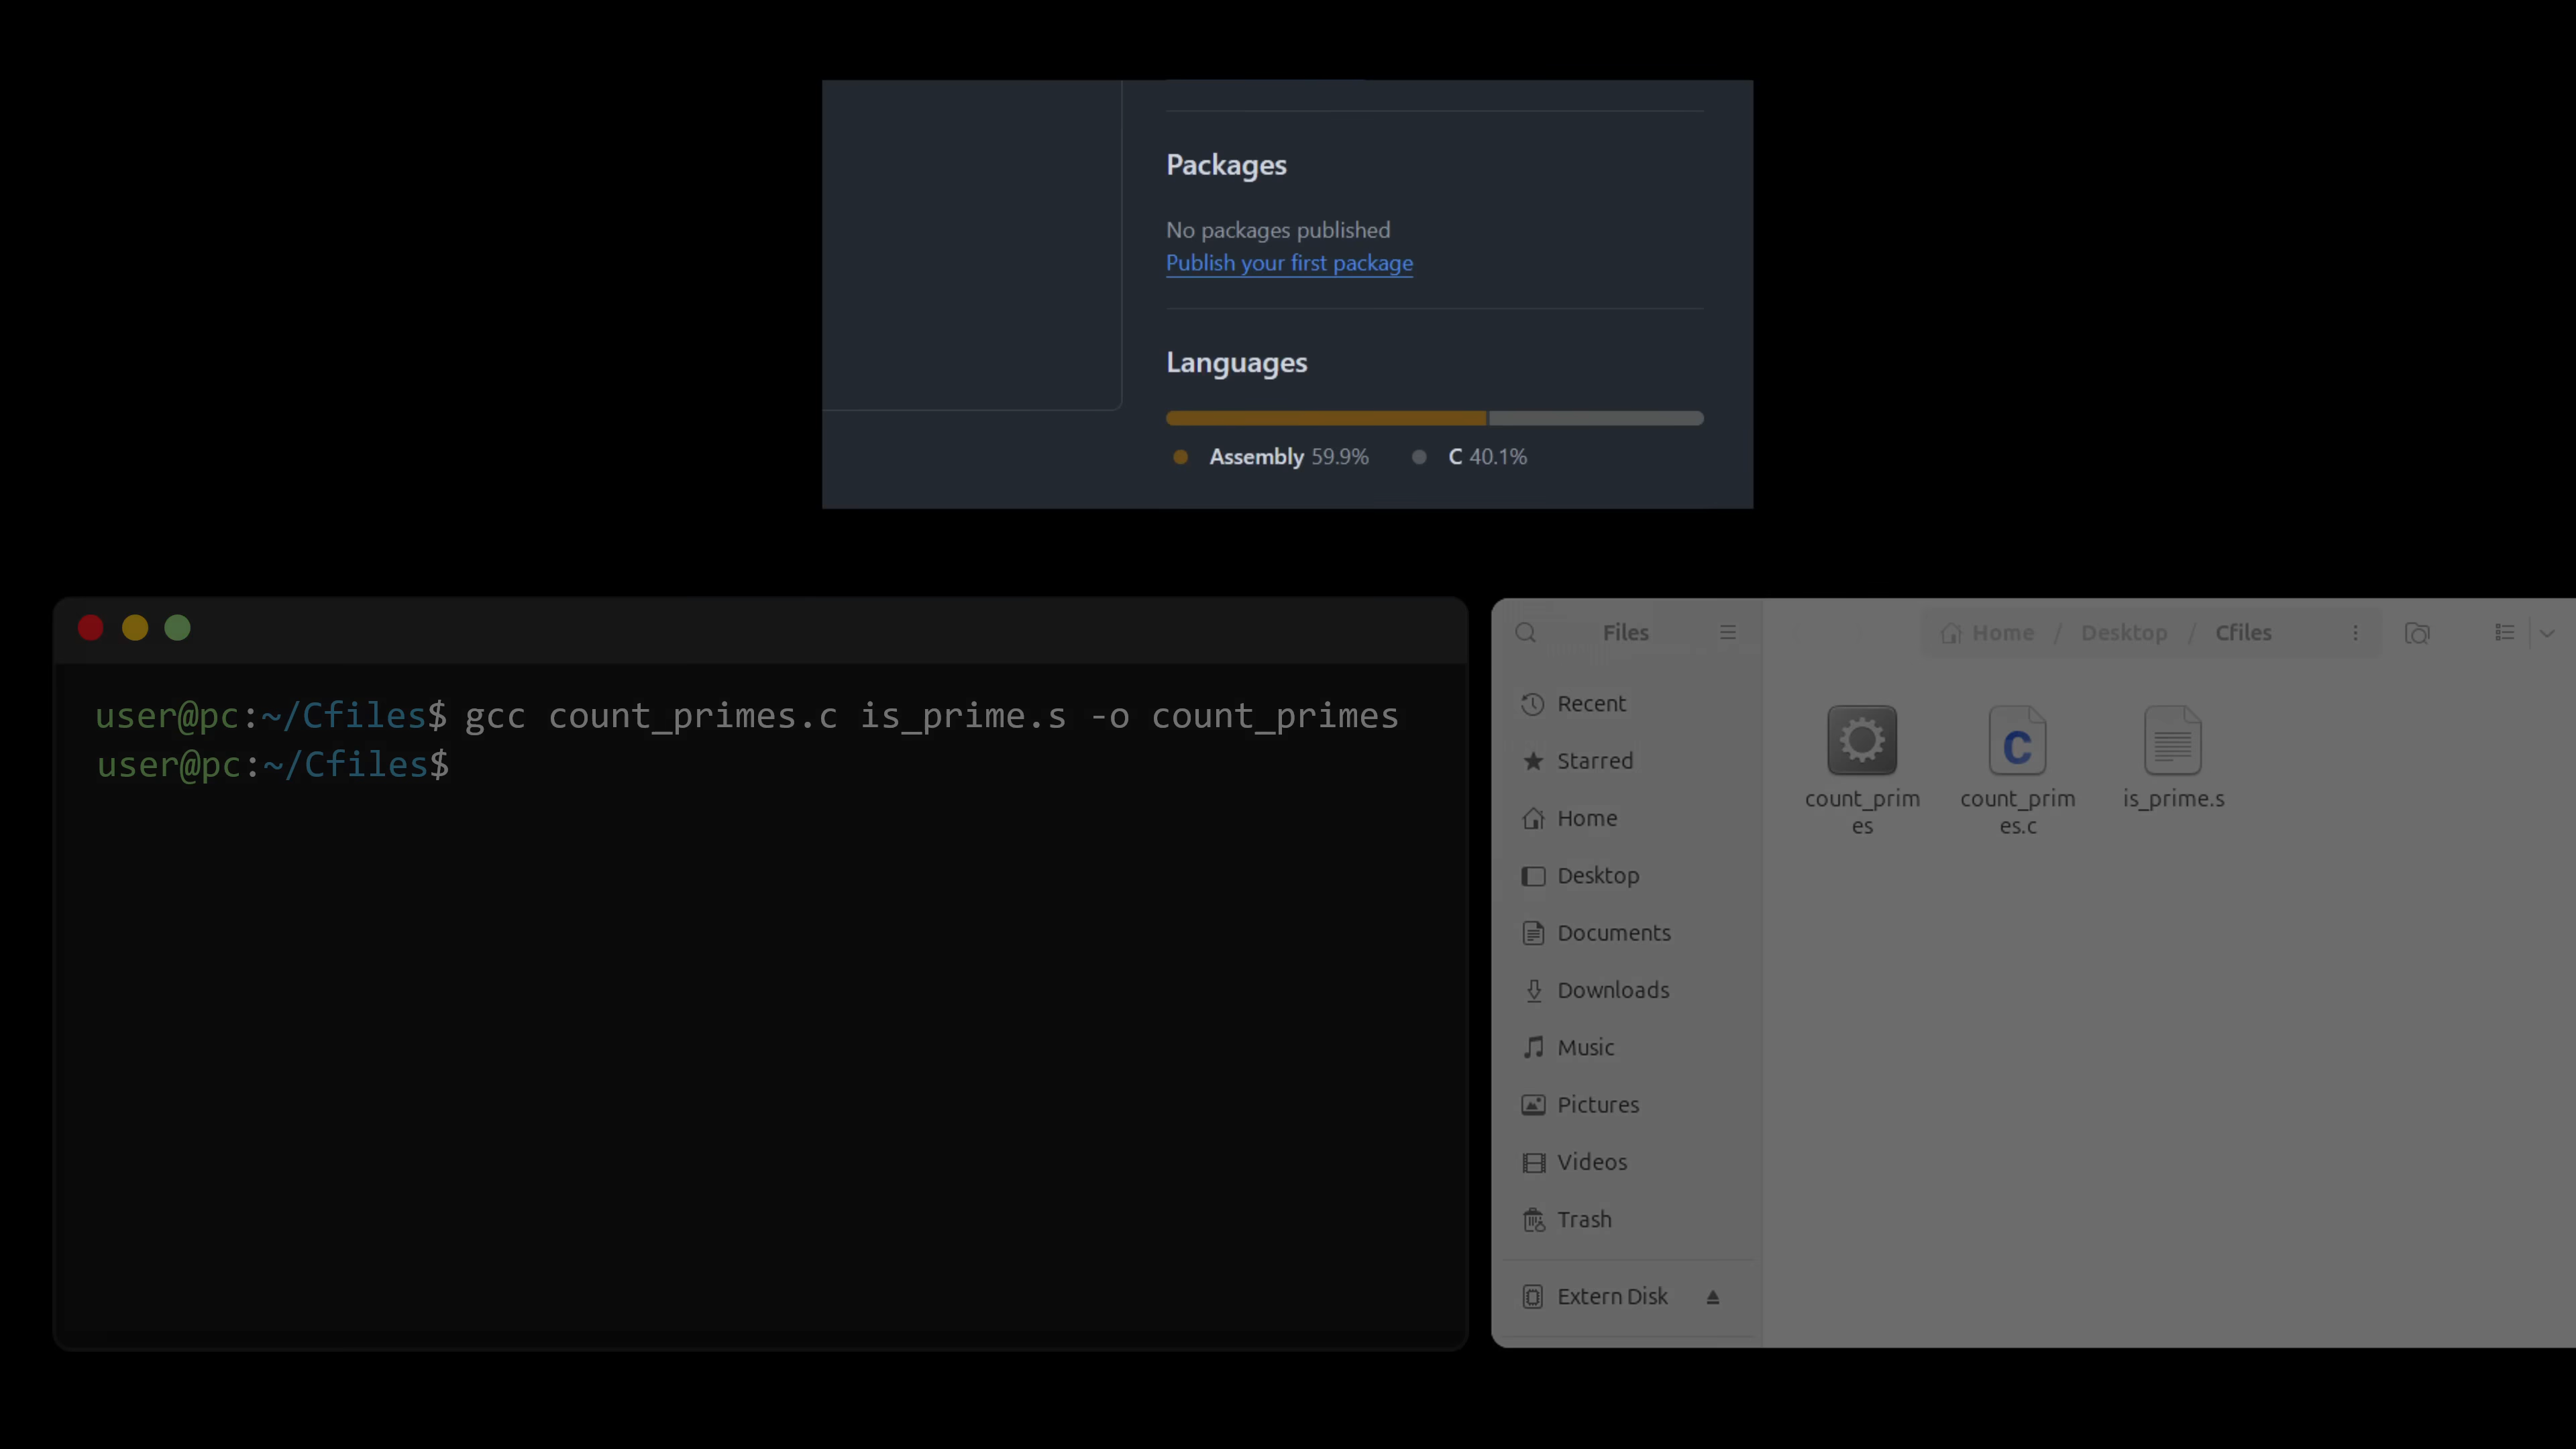 Packages
No packages published
Publish your first package
Languages
Assembly 59.9% C 40.1%
user@pc:~/Cfiles$ gcc count_primes.c is_prime.s -o count_primes
user@pc:~/Cfiles$
Files
Home / Desktop / Cfiles
Recent
Starred
Home
Desktop
Documents
Downloads
Music
Pictures
Videos
Trash
Extern Disk
count_prim
es
count_prim
es.c
is_prime.s